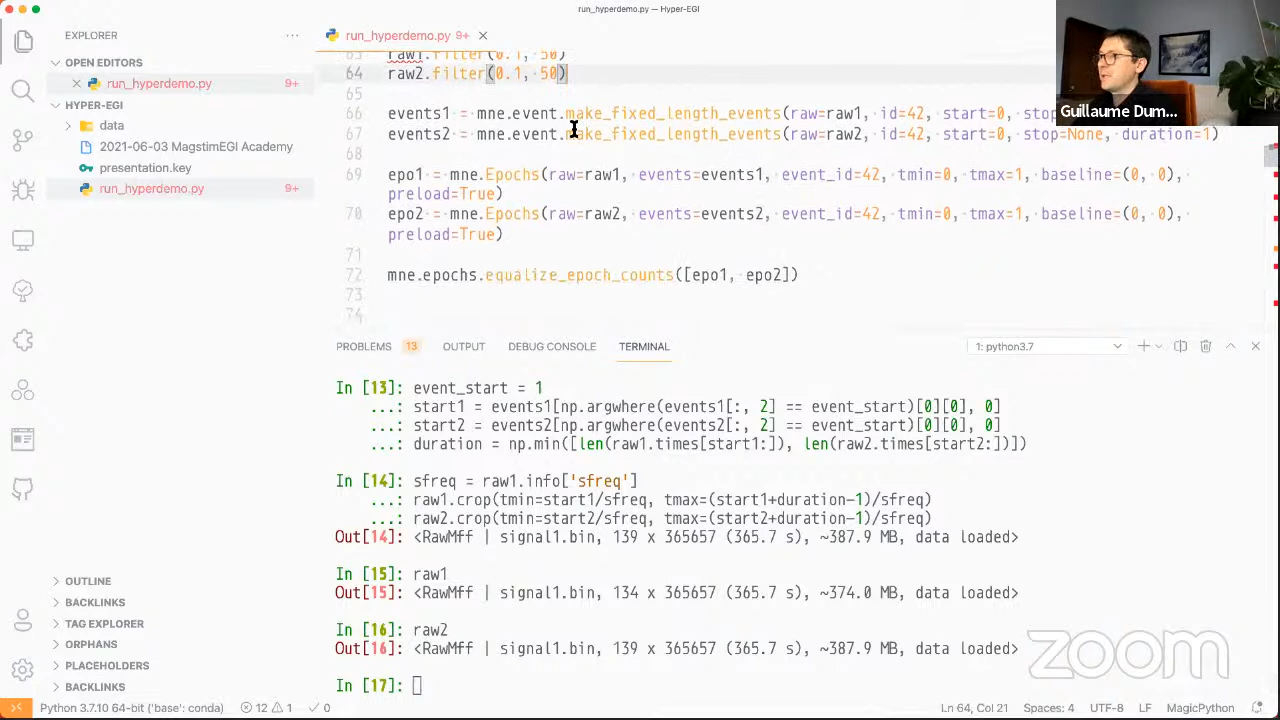 run_hyperdemo.py — Hyper-EGI
EXPLORER
run_hyperdemo.py 9+
OPEN EDITORS
run_hyperdemo.py 9+
HYPER-EGI
data
2021-06-03 MagstimEGI Academy
presentation.key
run_hyperdemo.py 9+
63 raw1.filter(0.1, 50)
64 raw2.filter(0.1, 50)
65
66 events1 = mne.event.make_fixed_length_events(raw=raw1, id=42, start=0, stop
67 events2 = mne.event.make_fixed_length_events(raw=raw2, id=42, start=0, stop=None, duration=1)
68
69 epo1 = mne.Epochs(raw=raw1, events=events1, event_id=42, tmin=0, tmax=1, baseline=(0, 0),
preload=True)
70 epo2 = mne.Epochs(raw=raw2, events=events2, event_id=42, tmin=0, tmax=1, baseline=(0, 0),
preload=True)
71
72 mne.epochs.equalize_epoch_counts([epo1, epo2])
73
74
Guillaume Dum...
PROBLEMS 13 OUTPUT DEBUG CONSOLE TERMINAL 1: python3.7
In [13]: event_start = 1
...: start1 = events1[np.argwhere(events1[:, 2] == event_start)[0][0], 0]
...: start2 = events2[np.argwhere(events2[:, 2] == event_start)[0][0], 0]
...: duration = np.min([len(raw1.times[start1:]), len(raw2.times[start2:])])
In [14]: sfreq = raw1.info['sfreq']
...: raw1.crop(tmin=start1/sfreq, tmax=(start1+duration-1)/sfreq)
...: raw2.crop(tmin=start2/sfreq, tmax=(start2+duration-1)/sfreq)
Out[14]: <RawMff | signal1.bin, 139 x 365657 (365.7 s), ~387.9 MB, data loaded>
In [15]: raw1
Out[15]: <RawMff | signal1.bin, 134 x 365657 (365.7 s), ~374.0 MB, data loaded>
In [16]: raw2
Out[16]: <RawMff | signal1.bin, 139 x 365657 (365.7 s), ~387.9 MB, data loaded>
In [17]:
OUTLINE
BACKLINKS
TAG EXPLORER
ORPHANS
PLACEHOLDERS
BACKLINKS
zoom
Python 3.7.10 64-bit ('base': conda) 12 1 0 Ln 64, Col 21 Spaces: 4 UTF-8 LF MagicPython